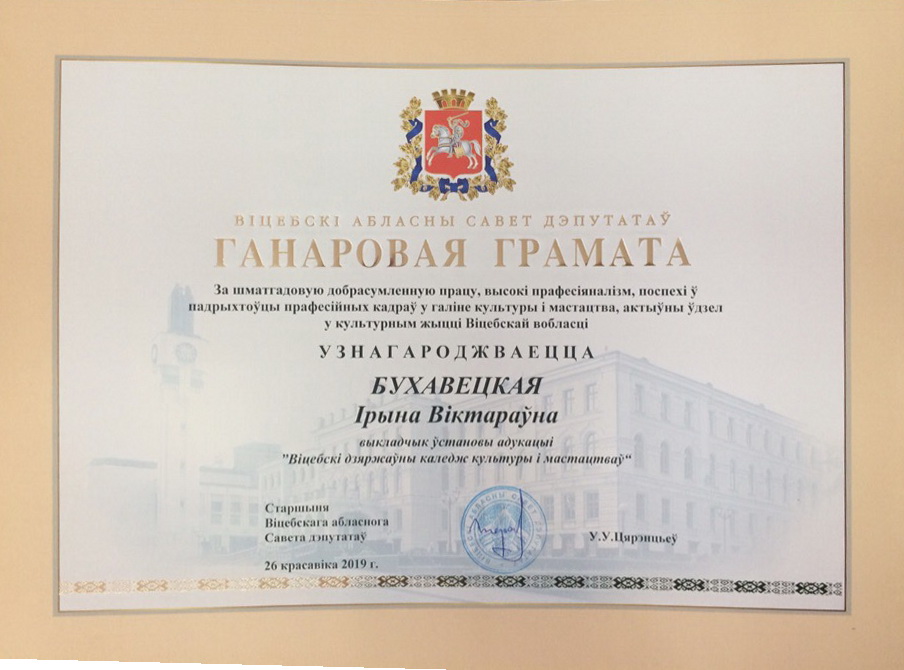 ВІЦЕБСКІ АБЛАСНЫ САВЕТ ДЭПУТАТАЎ
ГАНАРОВАЯ ГРАМАТА
За шматгадовую добрасумленную працу, высокі прафесіяналізм, поспехі ў
падрыхтоўцы прафесійных кадраў у галіне культуры і мастацтва, актыўны ўдзел
у культурным жыцці Віцебскай вобласці
УЗНАГАРОДЖВАЕЦЦА
БУХАВЕЦКАЯ
Ірына Віктараўна
выкладчык ўстановы адукацыі
"Віцебскі дзяржаўны каледж культуры і мастацтваў“
Старшыня
Віцебскага абласнога
Савета дэпутатаў
У.У.Цярэнцьеў
26 красавіка 2019 г.